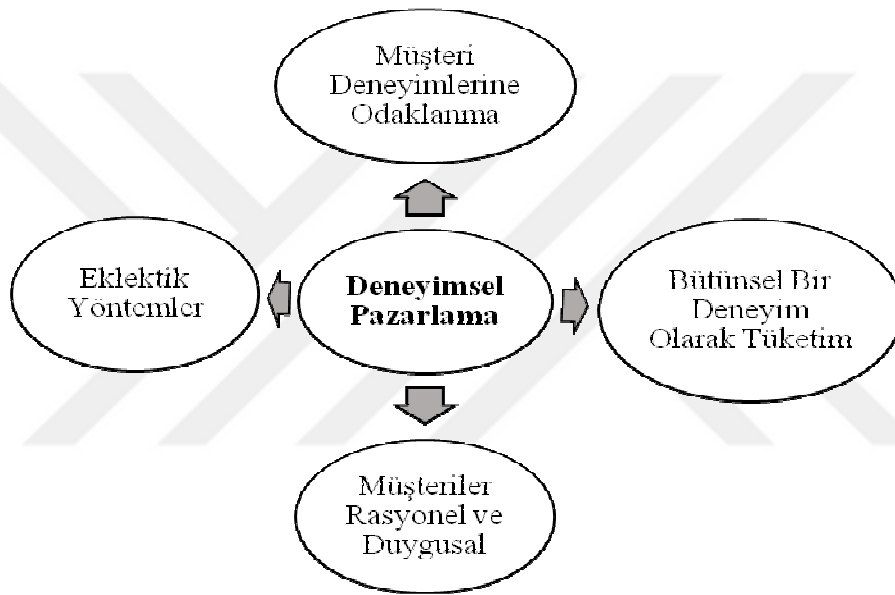 Müşteri
Deneyimlerine
Odaklanma
Eklektik
Yöntemler
Deneyimsel
Pazarlama
Bütünsel Bir
Deneyim
Olarak Tüketim
Müşteriler
Rasyonel ve
Duygusal